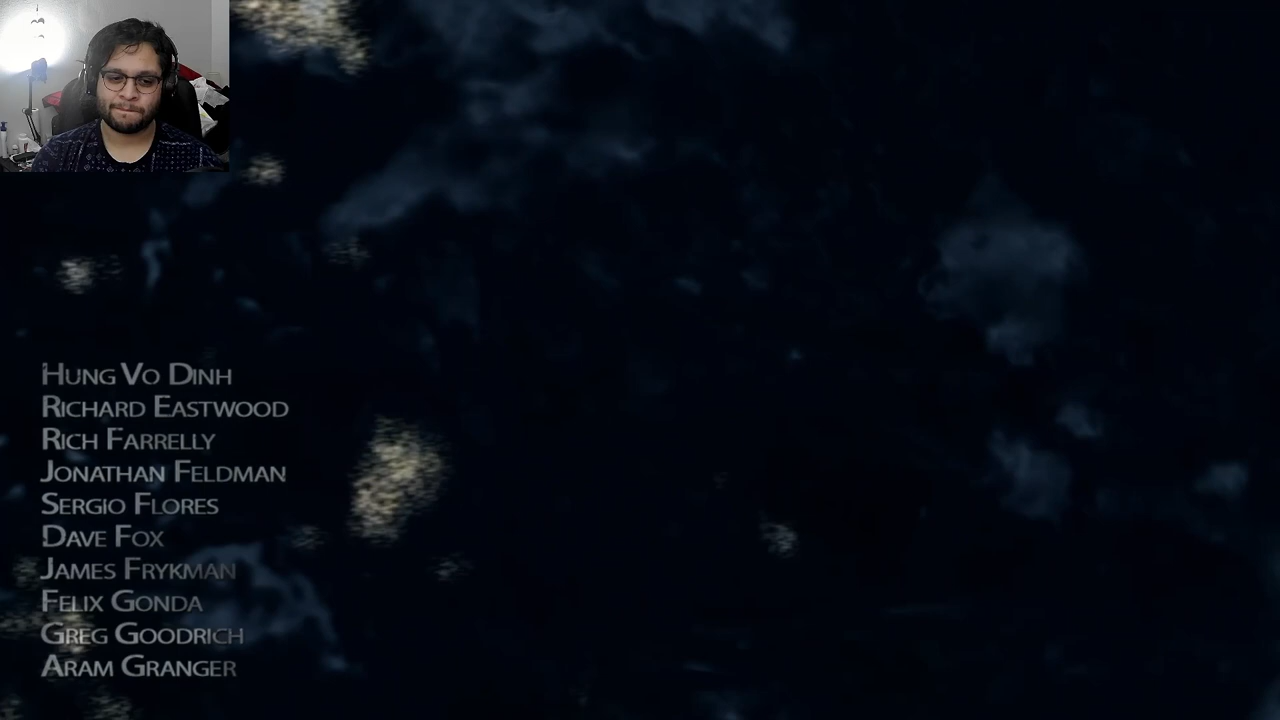 Hung Vo Dinh
Richard Eastwood
Rich Farrelly
Jonathan Feldman
Sergio Flores
Dave Fox
James Frykman
Felix Gonda
Greg Goodrich
Aram Granger